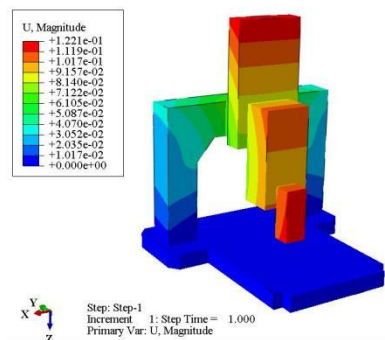 U, Magnitude
+1.221e-01
+1.119e-01
+1.017e-01
+9.157e-02
+8.140e-02
+7.122e-02
+6.105e-02
+5.087e-02
+4.070e-02
+3.052e-02
+2.035e-02
+1.017e-02
+0.000e+00
Y
X
Z
Step: Step-1
Increment 1: Step Time = 1.000
Primary Var: U, Magnitude